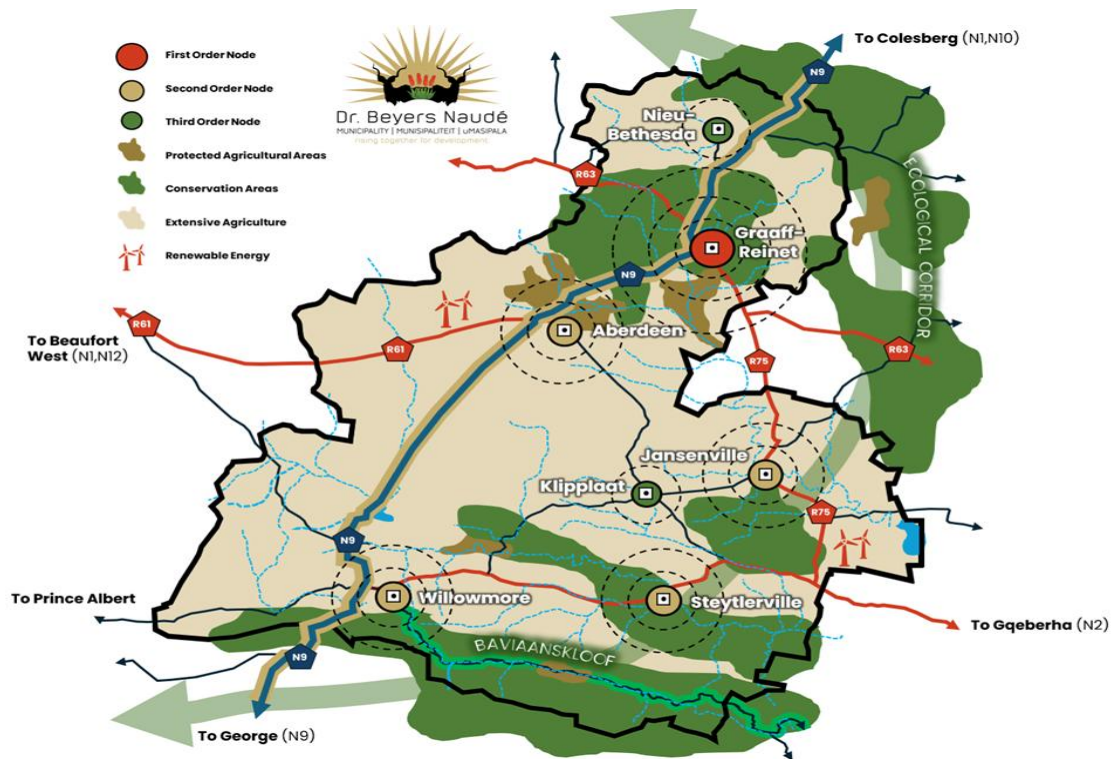 First Order Node
Second Order Node
Third Order Node
Protected Agricultural Areas
Conservation Areas
Extensive Agriculture
Renewable Energy
Dr. Beyers Naudé
MUNICIPALITY | MUNISIPALITEIT | uMASIPALA
rising together for development
To Colesberg (N1,N10)
N9
Nieu-
Bethesda
R63
ECOLOGICAL CORRIDOR
Graaff-
Reinet
N9
R61
To Beaufort
West (N1,N12)
Aberdeen
R61
R75
R63
Jansenville
Klipplaat
R75
N9
To Prince Albert
Willowmore
Steytlerville
To Gqeberha (N2)
BAVIAANSKLOOF
N9
To George (N9)